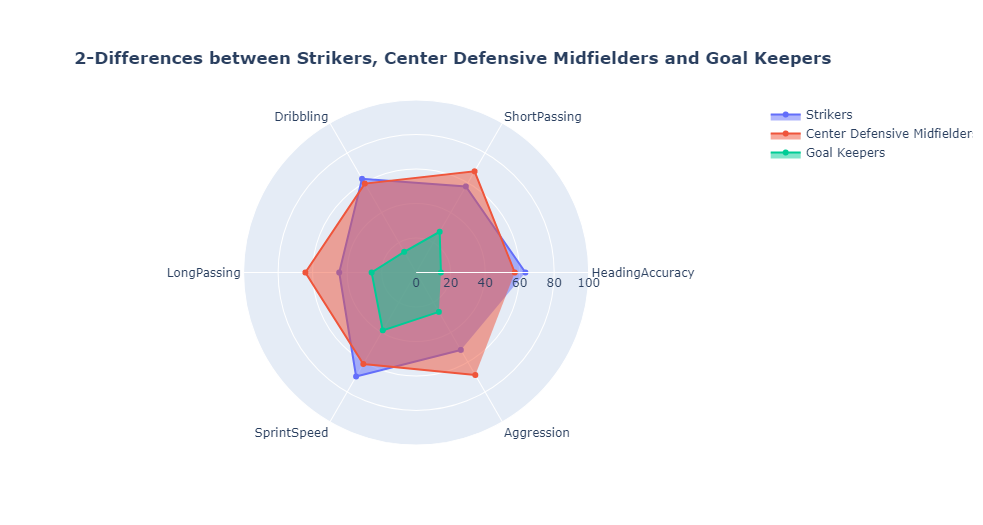 2-Differences between Strikers, Center Defensive Midfielders and Goal Keepers
Dribbling
ShortPassing
Strikers
Center Defensive Midfielders
Goal Keepers
LongPassing
HeadingAccuracy
0 20 40 60 80 100
SprintSpeed
Aggression